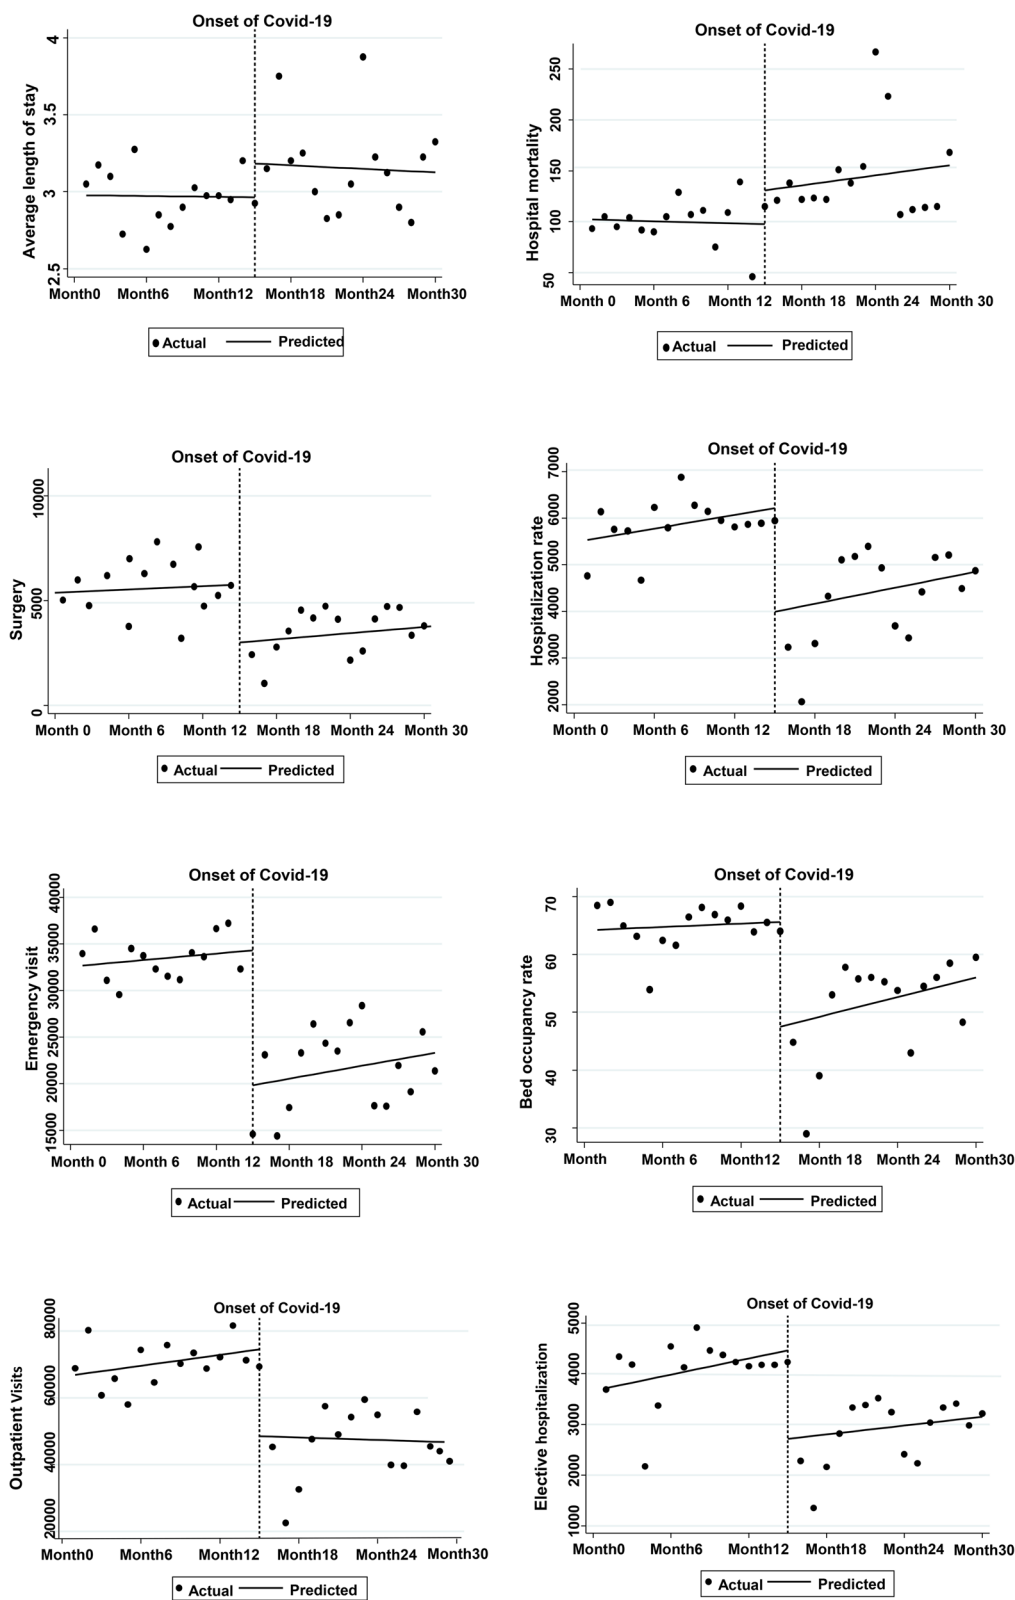 Onset of Covid-19
Average length of stay
4
3.5
3
2.5
Month0 Month6 Month12 Month18 Month24 Month30
Actual Predicted
Onset of Covid-19
Hospital mortality
250
200
150
100
50
Month 0 Month 6 Month 12 Month 18 Month 24 Month 30
Actual Predicted
Onset of Covid-19
Surgery
10000
5000
0
Month 0 Month 6 Month 12 Month 18 Month 24 Month 30
Actual Predicted
Onset of Covid-19
Hospitalization rate
7000
6000
5000
4000
3000
2000
Month 0 Month 6 Month 12 Month 18 Month 24 Month 30
Actual Predicted
Onset of Covid-19
Emergency visit
40000
35000
30000
25000
20000
15000
Month 0 Month 6 Month 12 Month 18 Month 24 Month 30
Actual Predicted
Onset of Covid-19
Bed occupancy rate
70
60
50
40
30
Month Month 6 Month12 Month 18 Month 24 Month30
Actual Predicted
Onset of Covid-19
Outpatient Visits
80000
60000
40000
20000
Month0 Month6 Month12 Month18 Month24 Month30
Actual Predicted
Onset of Covid-19
Elective hospitalization
5000
4000
3000
2000
1000
Month0 Month6 Month12 Month18 Month24 Month30
Actual Predicted